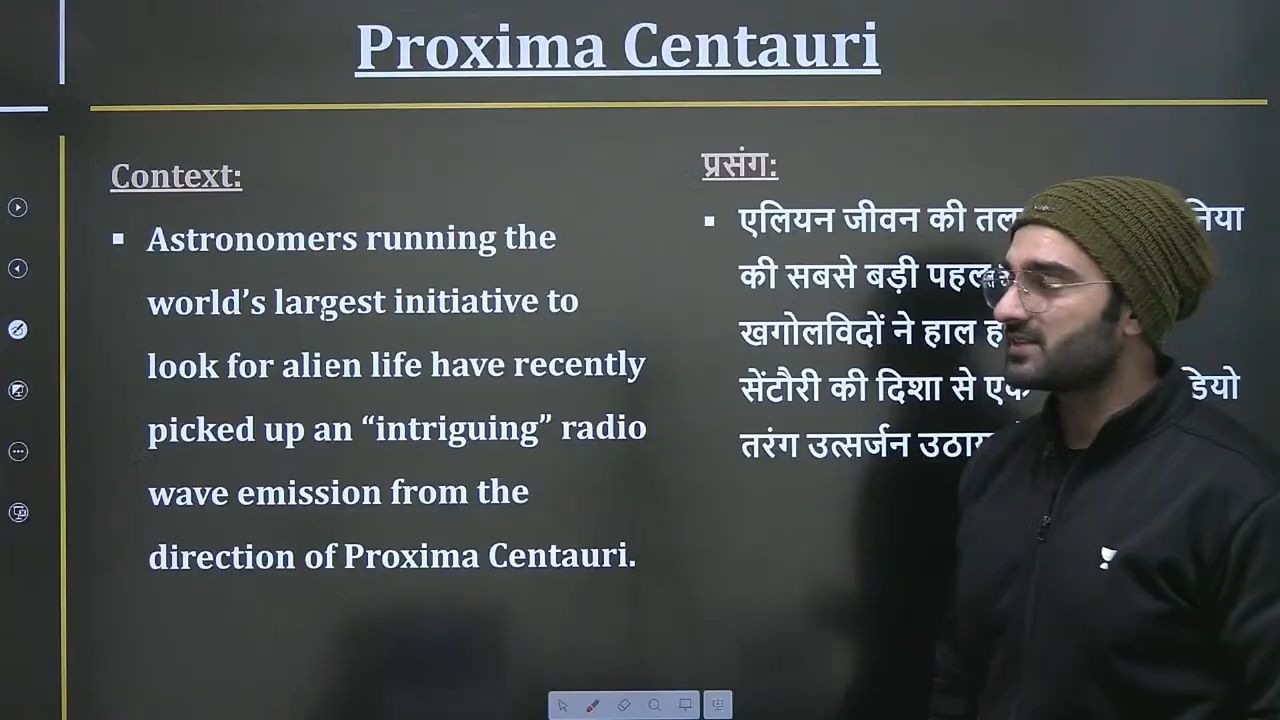 Proxima Centauri
Context:
▪ Astronomers running the
world’s largest initiative to
look for alien life have recently
picked up an “intriguing” radio
wave emission from the
direction of Proxima Centauri.
प्रसंग:
▪ एलियन जीवन की
की सबसे बड़ी पहल
खगोलविदों ने हाल
सेंटौरी की दिशा से
तरंग उत्सर्जन